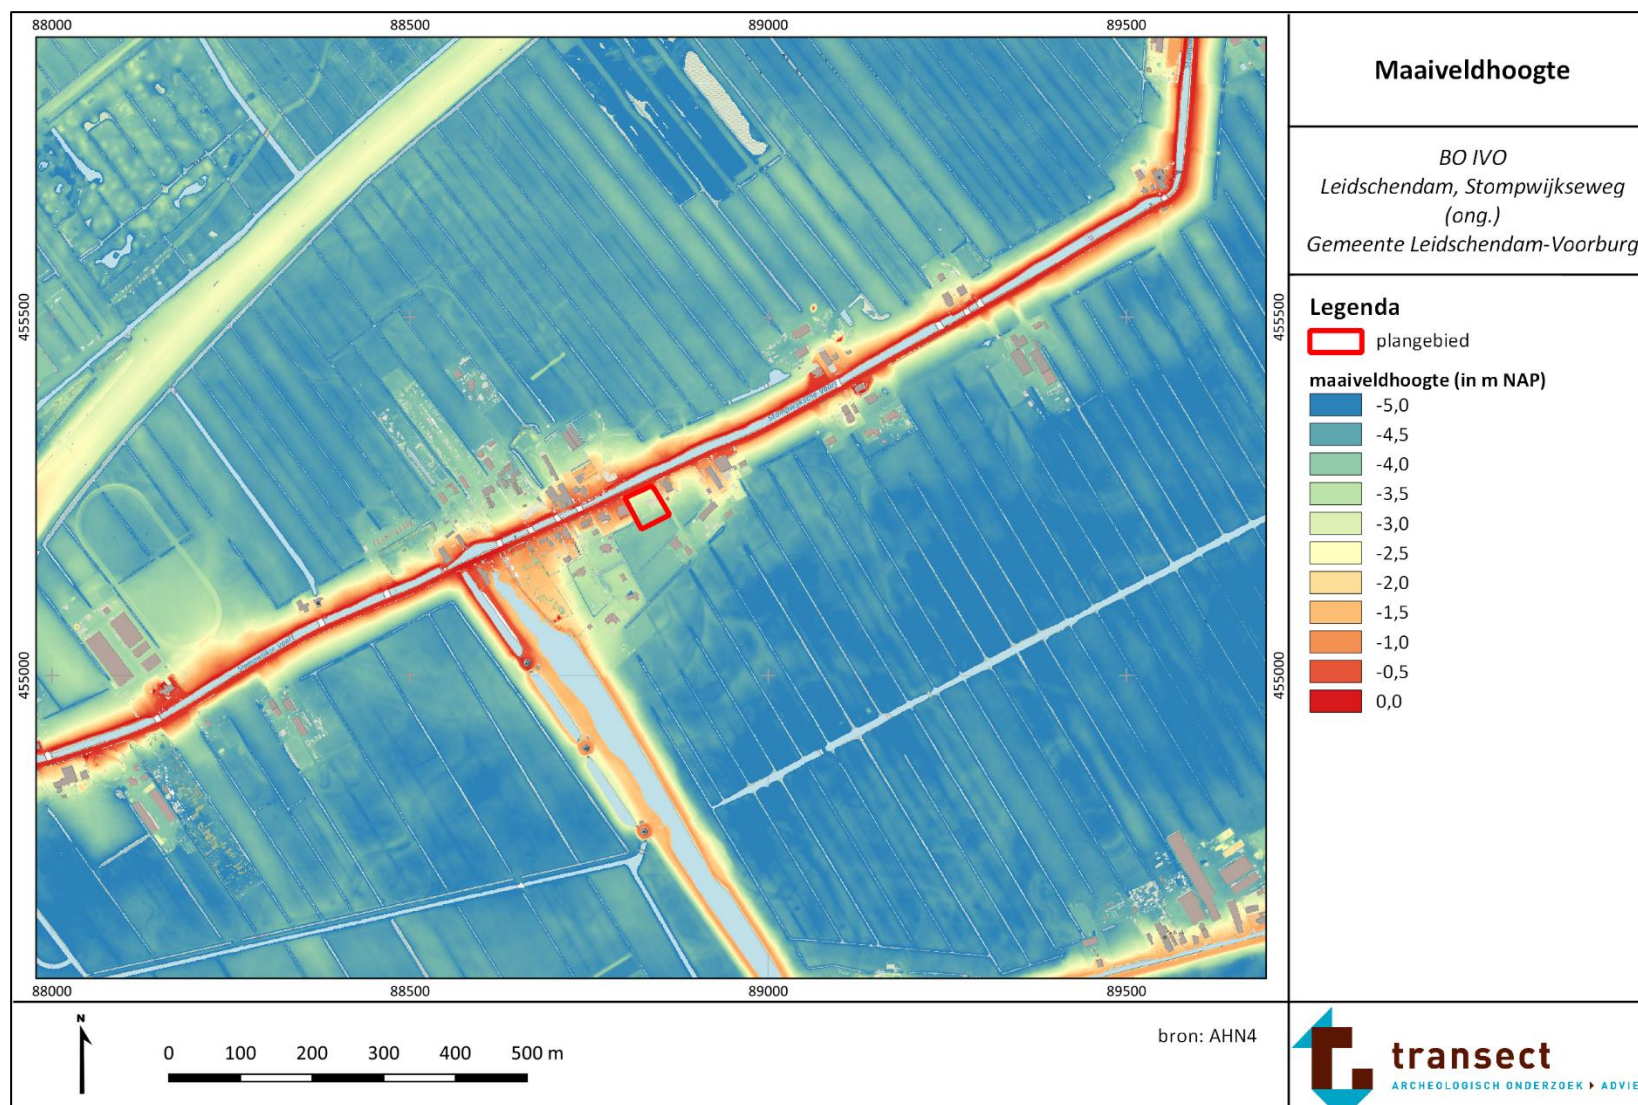 88000 88500 89000 89500
455500 455500
455000 455000
Stompwijksche Vaart
88000 88500 89000 89500
N
0 100 200 300 400 500 m
bron: AHN4
Maaiveldhoogte
BO IVO
Leidschendam, Stompwijkseweg
(ong.)
Gemeente Leidschendam-Voorburg
Legenda
plangebied
maaiveldhoogte (in m NAP)
-5,0
-4,5
-4,0
-3,5
-3,0
-2,5
-2,0
-1,5
-1,0
-0,5
0,0
transect
ARCHEOLOGISCH ONDERZOEK ▸ ADVIE